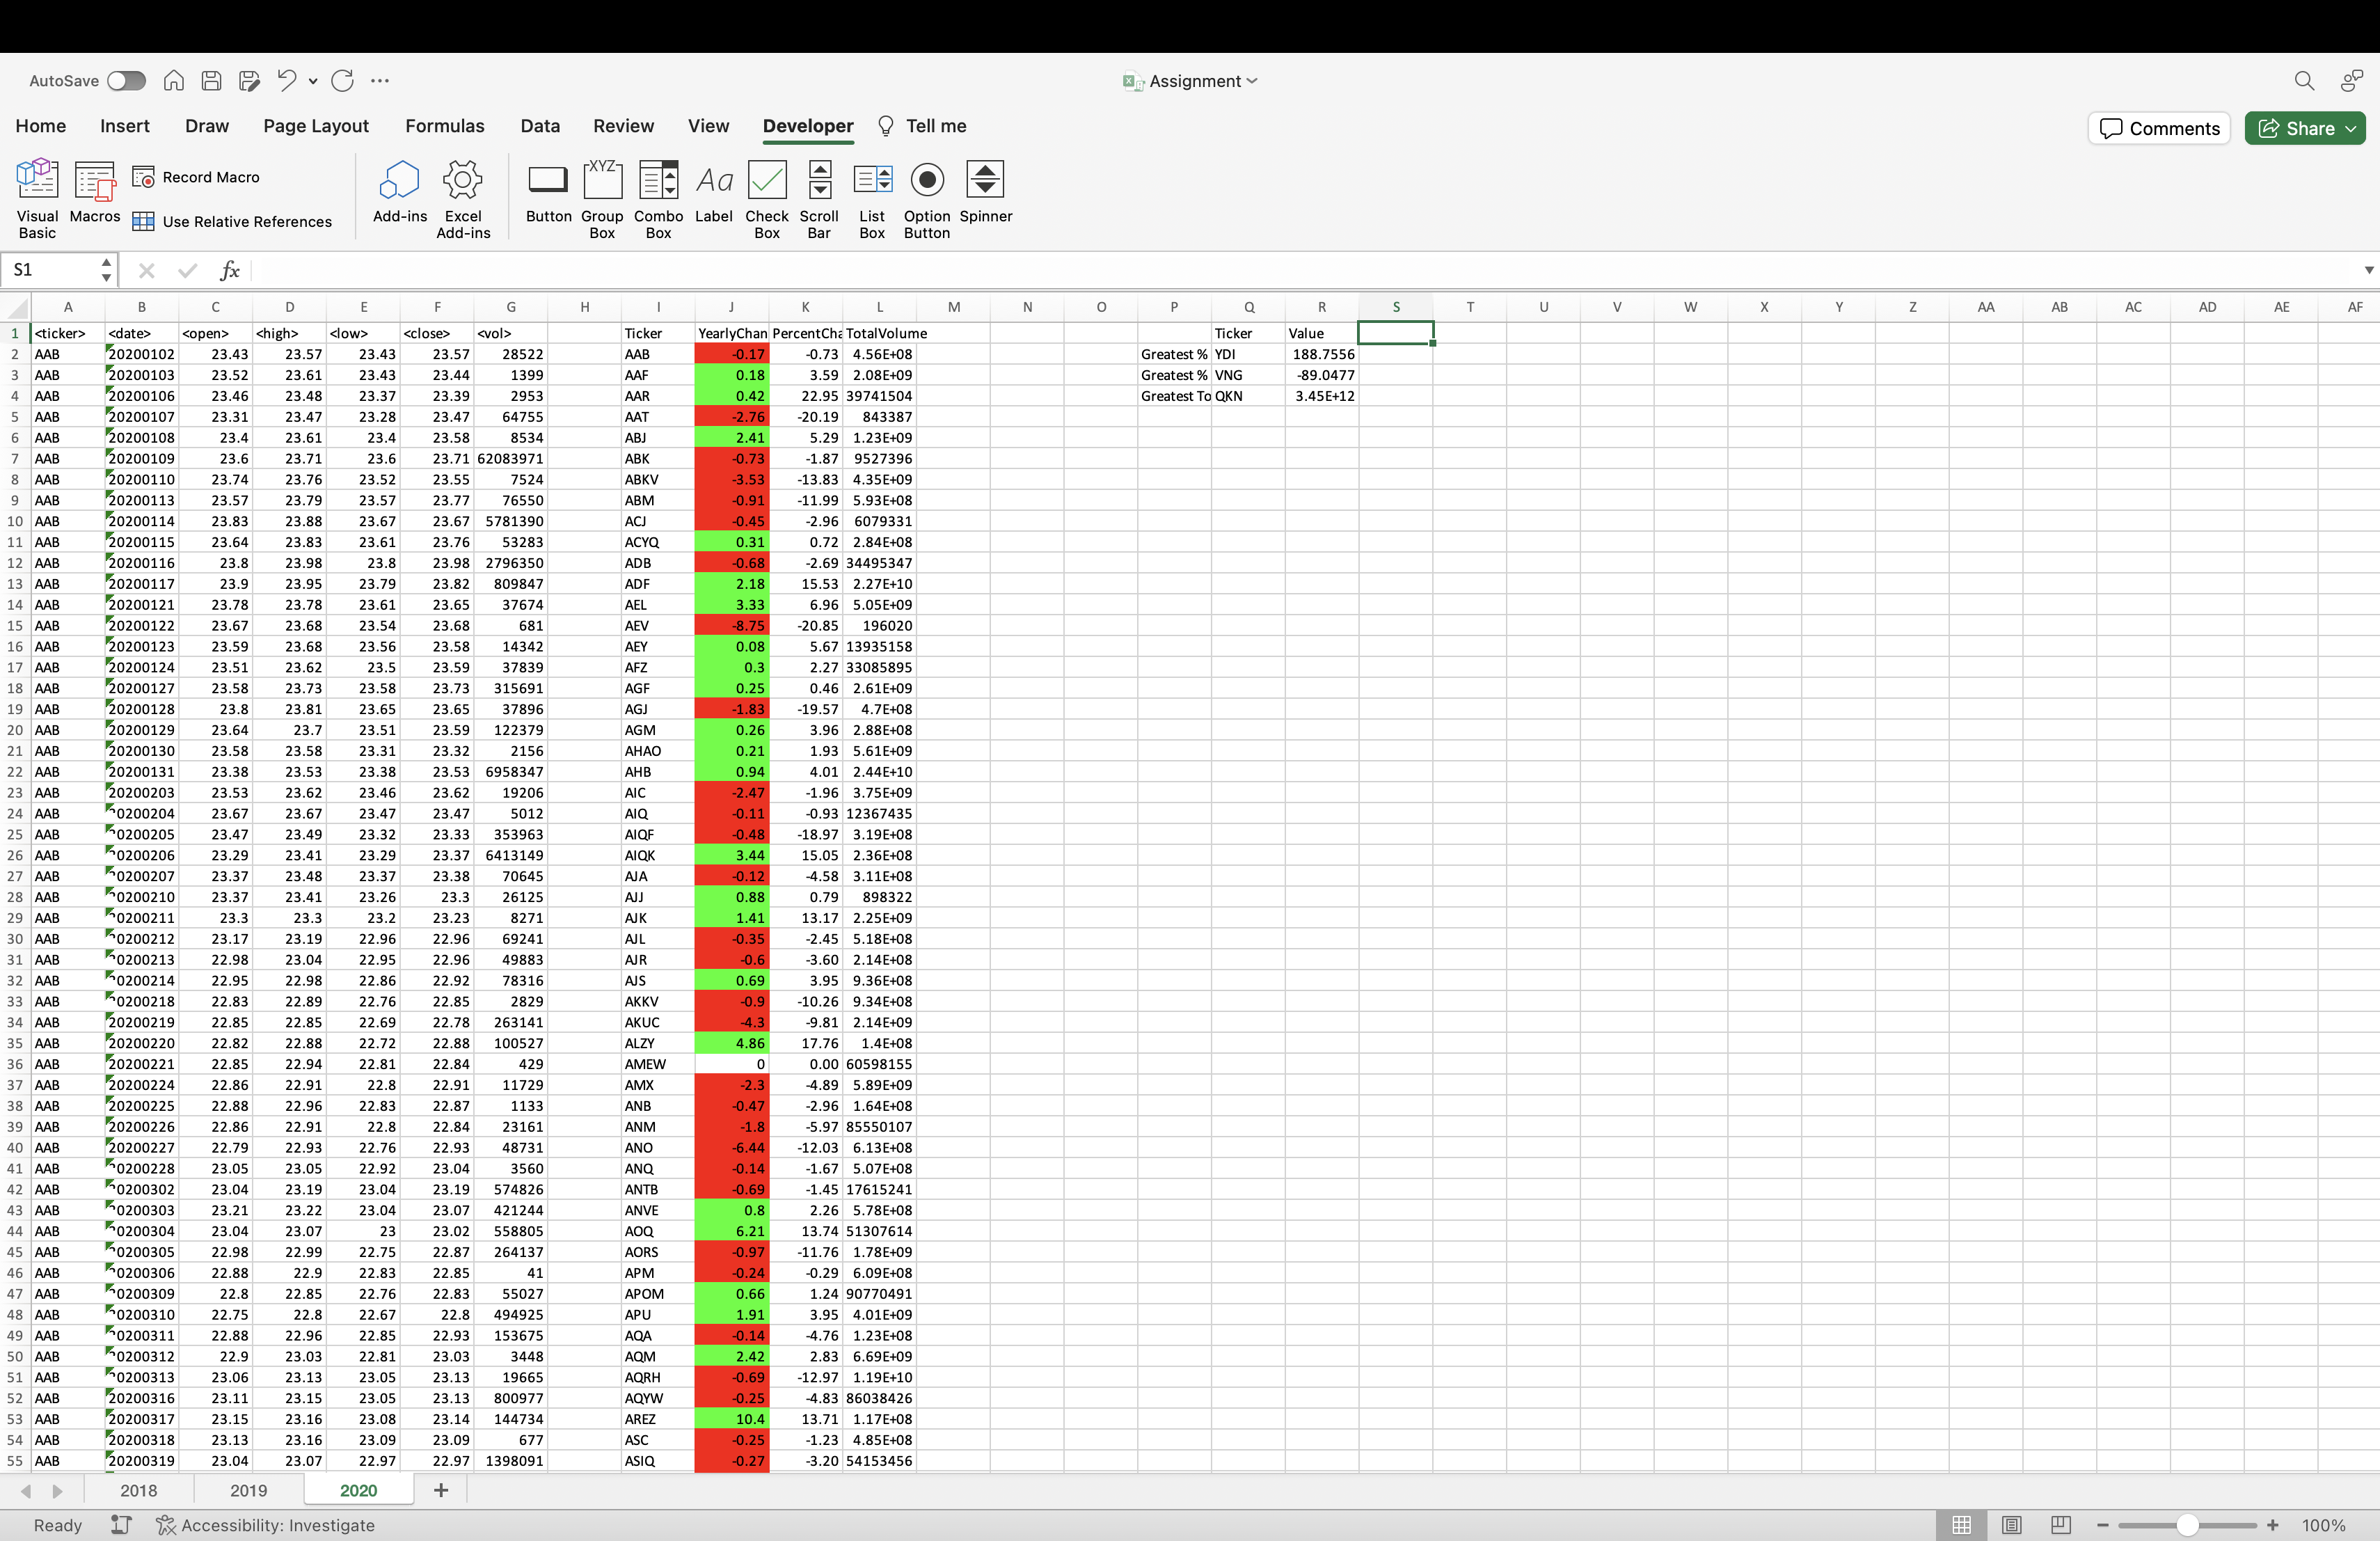 AutoSave Assignment
Home Insert Draw Page Layout Formulas Data Review View Developer Tell me Comments Share
Visual Basic Macros Record Macro Use Relative References Add-ins Excel Add-ins Button XYZ Group Box Combo Box Aa Label Check Box Scroll Bar List Box Option Button Spinner
S1 fx
A B C D E F G H I J K L M N O P Q R S T U V W X Y Z AA AB AC AD AE AF
1 <ticker> <date> <open> <high> <low> <close> <vol> Ticker YearlyChan PercentCha TotalVolume Ticker Value
2 AAB 20200102 23.43 23.57 23.43 23.57 28522 AAB -0.17 -0.73 4.56E+08 Greatest % YDI 188.7556
3 AAB 20200103 23.52 23.61 23.43 23.44 1399 AAF 0.18 3.59 2.08E+09 Greatest % VNG -89.0477
4 AAB 20200106 23.46 23.48 23.37 23.39 2953 AAR 0.42 22.95 39741504 Greatest To QKN 3.45E+12
5 AAB 20200107 23.31 23.47 23.28 23.47 64755 AAT -2.76 -20.19 843387
6 AAB 20200108 23.4 23.61 23.4 23.58 8534 ABJ 2.41 5.29 1.23E+09
7 AAB 20200109 23.6 23.71 23.6 23.71 62083971 ABK -0.73 -1.87 9527396
8 AAB 20200110 23.74 23.76 23.52 23.55 7524 ABKV -3.53 -13.83 4.35E+09
9 AAB 20200113 23.57 23.79 23.57 23.77 76550 ABM -0.91 -11.99 5.93E+08
10 AAB 20200114 23.83 23.88 23.67 23.67 5781390 ACJ -0.45 -2.96 6079331
11 AAB 20200115 23.64 23.83 23.61 23.76 53283 ACYQ 0.31 0.72 2.84E+08
12 AAB 20200116 23.8 23.98 23.8 23.98 2796350 ADB -0.68 -2.69 34495347
13 AAB 20200117 23.9 23.95 23.79 23.82 809847 ADF 2.18 15.53 2.27E+10
14 AAB 20200121 23.78 23.78 23.61 23.65 37674 AEL 3.33 6.96 5.05E+09
15 AAB 20200122 23.67 23.68 23.54 23.68 681 AEV -8.75 -20.85 196020
16 AAB 20200123 23.59 23.68 23.56 23.58 14342 AEY 0.08 5.67 13935158
17 AAB 20200124 23.51 23.62 23.5 23.59 37839 AFZ 0.3 2.27 33085895
18 AAB 20200127 23.58 23.73 23.58 23.73 315691 AGF 0.25 0.46 2.61E+09
19 AAB 20200128 23.8 23.81 23.65 23.65 37896 AGJ -1.83 -19.57 4.7E+08
20 AAB 20200129 23.64 23.7 23.51 23.59 122379 AGM 0.26 3.96 2.88E+08
21 AAB 20200130 23.58 23.58 23.31 23.32 2156 AHAO 0.21 1.93 5.61E+09
22 AAB 20200131 23.38 23.53 23.38 23.53 6958347 AHB 0.94 4.01 2.44E+10
23 AAB 20200203 23.53 23.62 23.46 23.62 19206 AIC -2.47 -1.96 3.75E+09
24 AAB 20200204 23.67 23.67 23.47 23.47 5012 AIQ -0.11 -0.93 12367435
25 AAB 20200205 23.47 23.49 23.32 23.33 353963 AIQF -0.48 -18.97 3.19E+08
26 AAB 20200206 23.29 23.41 23.29 23.37 6413149 AIQK 3.44 15.05 2.36E+08
27 AAB 20200207 23.37 23.48 23.37 23.38 70645 AJA -0.12 -4.58 3.11E+08
28 AAB 20200210 23.37 23.41 23.26 23.3 26125 AJJ 0.88 0.79 898322
29 AAB 20200211 23.3 23.3 23.2 23.23 8271 AJK 1.41 13.17 2.25E+09
30 AAB 20200212 23.17 23.19 22.96 22.96 69241 AJL -0.35 -2.45 5.18E+08
31 AAB 20200213 22.98 23.04 22.95 22.96 49883 AJR -0.6 -3.60 2.14E+08
32 AAB 20200214 22.95 22.98 22.86 22.92 78316 AJS 0.69 3.95 9.36E+08
33 AAB 20200218 22.83 22.89 22.76 22.85 2829 AKKV -0.9 -10.26 9.34E+08
34 AAB 20200219 22.85 22.85 22.69 22.78 263141 AKUC -4.3 -9.81 2.14E+09
35 AAB 20200220 22.82 22.88 22.72 22.88 100527 ALZY 4.86 17.76 1.4E+08
36 AAB 20200221 22.85 22.94 22.81 22.84 429 AMEW 0 0.00 60598155
37 AAB 20200224 22.86 22.91 22.8 22.91 11729 AMX -2.3 -4.89 5.89E+09
38 AAB 20200225 22.88 22.96 22.83 22.87 1133 ANB -0.47 -2.96 1.64E+08
39 AAB 20200226 22.86 22.91 22.8 22.84 23161 ANM -1.8 -5.97 85550107
40 AAB 20200227 22.79 22.93 22.76 22.93 48731 ANO -6.44 -12.03 6.13E+08
41 AAB 20200228 23.05 23.05 22.92 23.04 3560 ANQ -0.14 -1.67 5.07E+08
42 AAB 20200302 23.04 23.19 23.04 23.19 574826 ANTB -0.69 -1.45 17615241
43 AAB 20200303 23.21 23.22 23.04 23.07 421244 ANVE 0.8 2.26 5.78E+08
44 AAB 20200304 23.04 23.07 23 23.02 558805 AOQ 6.21 13.74 51307614
45 AAB 20200305 22.98 22.99 22.75 22.87 264137 AORS -0.97 -11.76 1.78E+09
46 AAB 20200306 22.88 22.9 22.83 22.85 41 APM -0.24 -0.29 6.09E+08
47 AAB 20200309 22.8 22.85 22.76 22.83 55027 APOM 0.66 1.24 90770491
48 AAB 20200310 22.75 22.8 22.67 22.8 494925 APU 1.91 3.95 4.01E+09
49 AAB 20200311 22.88 22.96 22.85 22.93 153675 AQA -0.14 -4.76 1.23E+08
50 AAB 20200312 22.9 23.03 22.81 23.03 3448 AQM 2.42 2.83 6.69E+09
51 AAB 20200313 23.06 23.13 23.05 23.13 19665 AQRH -0.69 -12.97 1.19E+10
52 AAB 20200316 23.11 23.15 23.05 23.13 800977 AQYW -0.25 -4.83 86038426
53 AAB 20200317 23.15 23.16 23.08 23.14 144734 AREZ 10.4 13.71 1.17E+08
54 AAB 20200318 23.13 23.16 23.09 23.09 677 ASC -0.25 -1.23 4.85E+08
55 AAB 20200319 23.04 23.07 22.97 22.97 1398091 ASIQ -0.27 -3.20 54153456
2018 2019 2020 +
Ready Accessibility: Investigate 100%